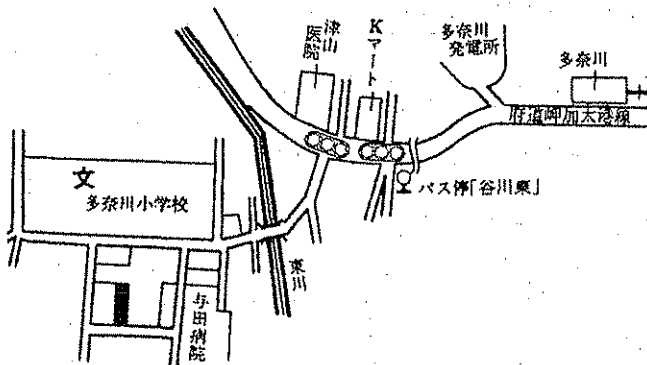 津山
医院
Kマート
多奈川
発電所
多奈川
府道岬加太港線
バス停「谷川東」
文
多奈川小学校
東川
与田病院